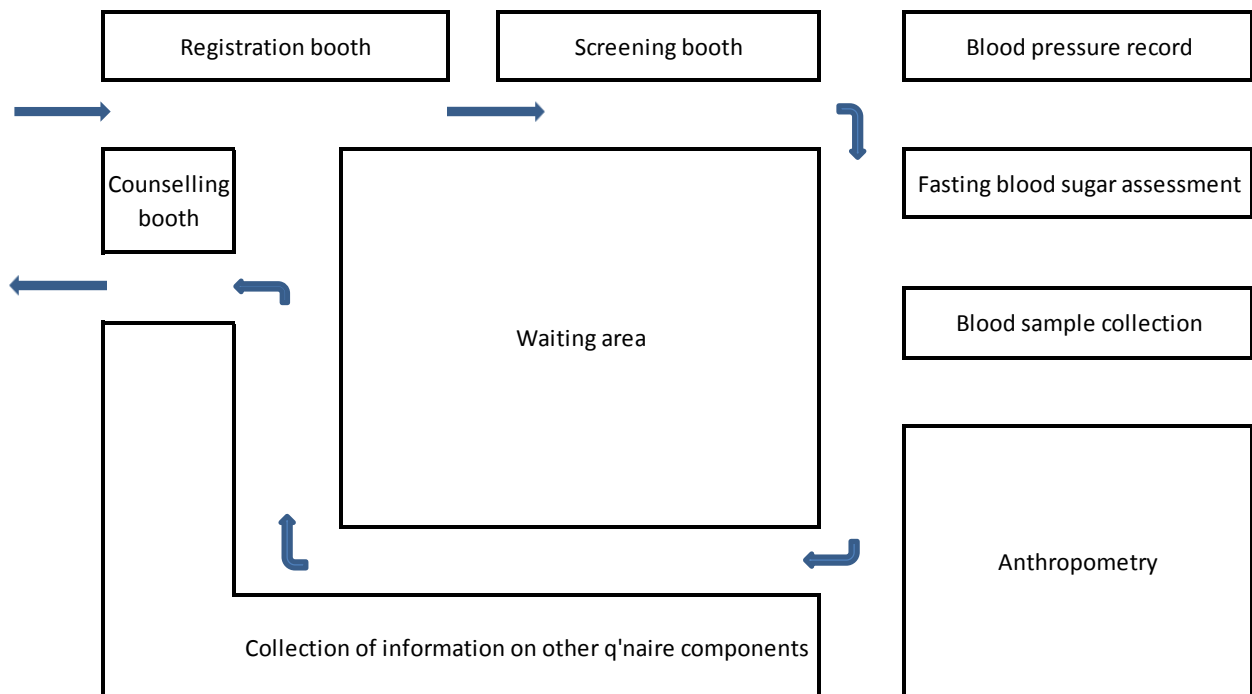 Registration booth
Screening booth
Blood pressure record
Counselling
booth
Fasting blood sugar assessment
Blood sample collection
Waiting area
Anthropometry
Collection of information on other q'naire components